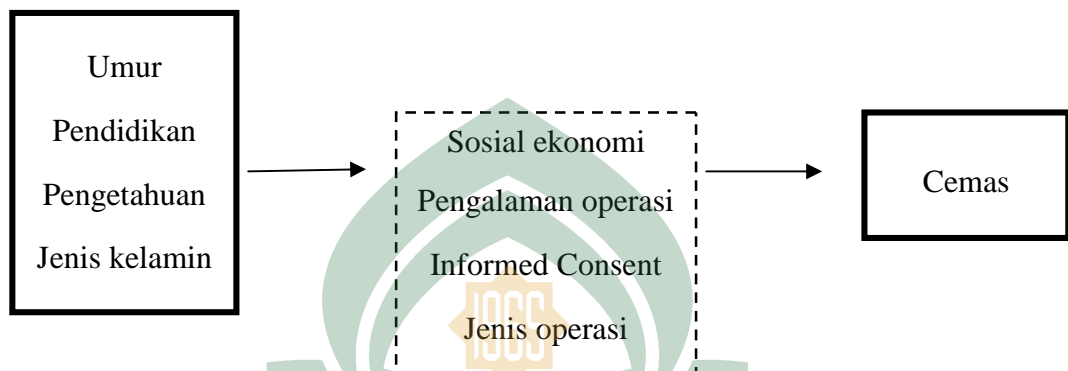 Umur
Pendidikan
Pengetahuan
Jenis kelamin
Sosial ekonomi
Pengalaman operasi
Informed Consent
Jenis operasi
Cemas